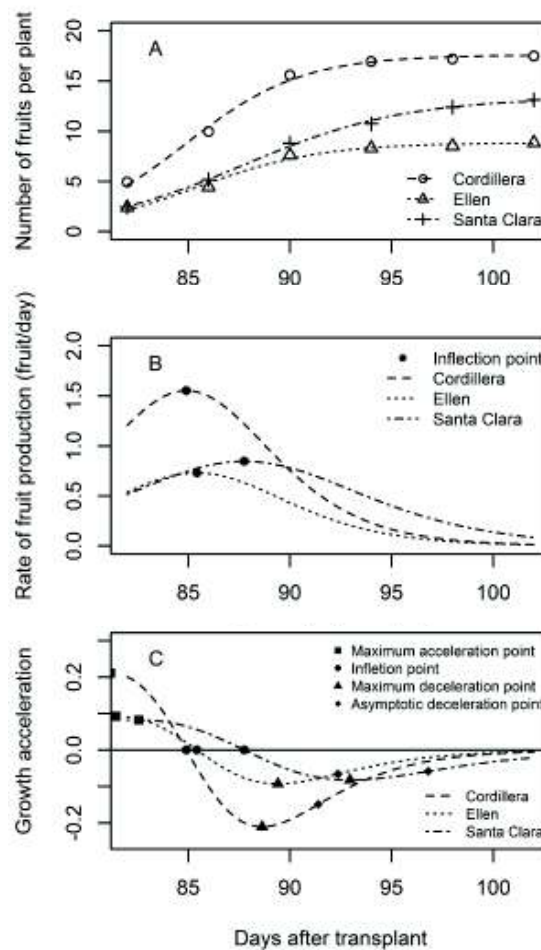 A
Number of fruits per plant
20
15
10
5
0
Cordillera
Ellen
Santa Clara
85
90
95
100
B
Rate of fruit production (fruit/day)
2.0
1.5
1.0
0.5
0.0
Inflection point
Cordillera
Ellen
Santa Clara
85
90
95
100
C
Growth acceleration
0.2
0.0
-0.2
Maximum acceleration point
Infletion point
Maximum deceleration point
Asymptotic deceleration point
Cordillera
Ellen
Santa Clara
85
90
95
100
Days after transplant